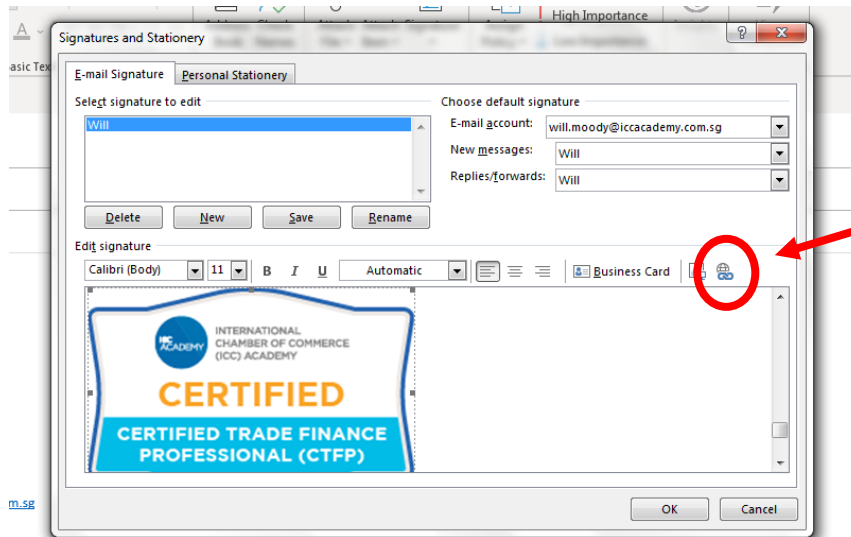 High Importance
A
asic Tex
Signatures and Stationery
?
E-mail Signature Personal Stationery
Select signature to edit
Will
Delete New Save Rename
Choose default signature
E-mail account: will.moody@iccacademy.com.sg
New messages: Will
Replies/forwards: Will
Edit signature
Calibri (Body) 11 B I U Automatic Business Card
ICC ACADEMY
INTERNATIONAL
CHAMBER OF COMMERCE
(ICC) ACADEMY
CERTIFIED
CERTIFIED TRADE FINANCE
PROFESSIONAL (CTFP)
m.sg
OK Cancel